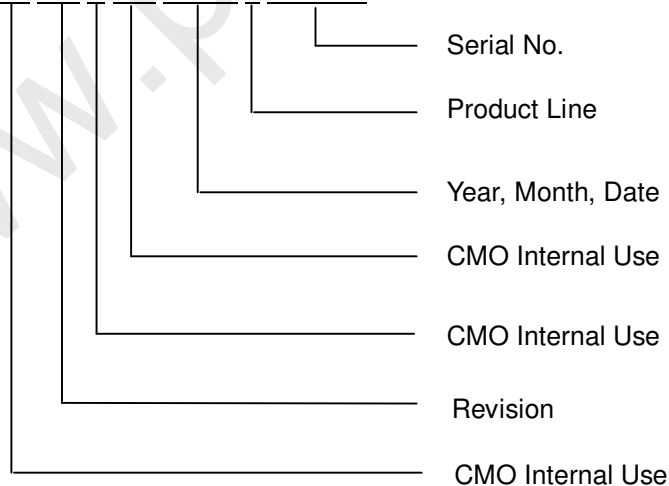 Serial No.
Product Line
Year, Month, Date
CMO Internal Use
CMO Internal Use
Revision
CMO Internal Use